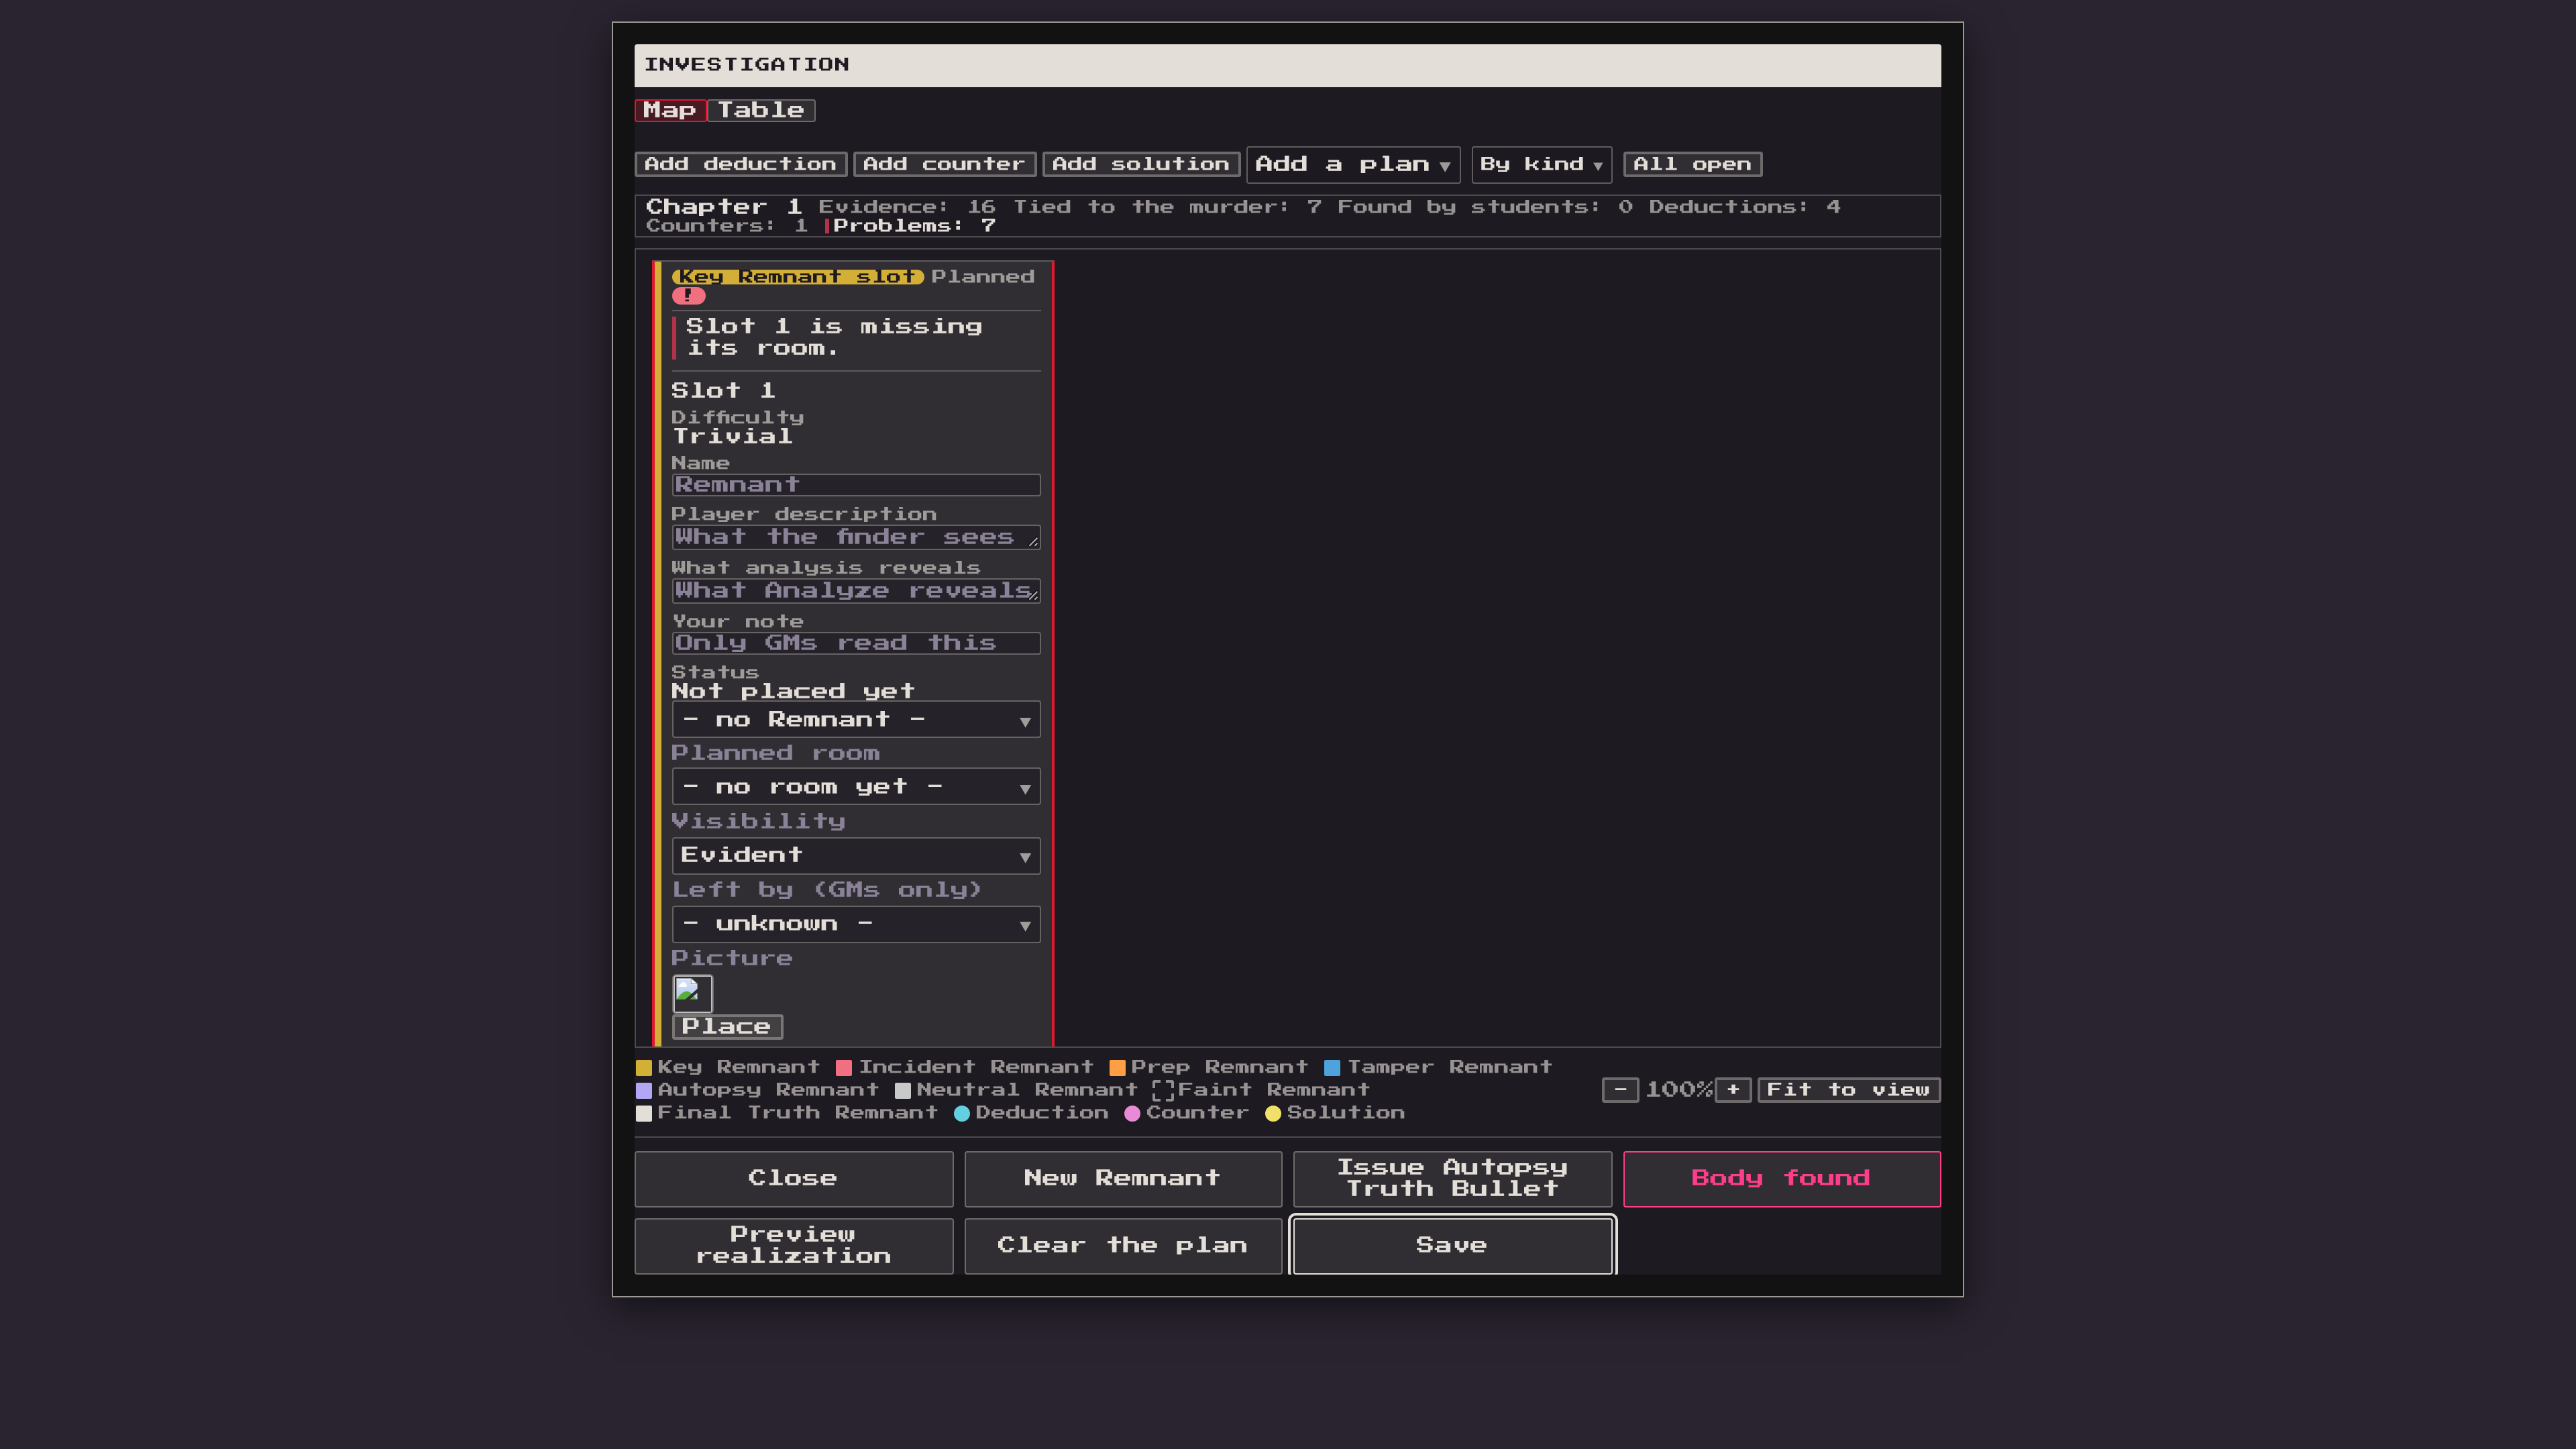 INVESTIGATION
Map Table
Add deduction Add counter Add solution Add a plan By kind All open
Chapter 1 Evidence: 16 Tied to the murder: 7 Found by students: 0 Deductions: 4
Counters: 1 Problems: 7
Key Remnant slot Planned
!
Slot 1 is missing
its room.
Slot 1
Difficulty
Trivial
Name
Remnant
Player description
What the finder sees
What analysis reveals
What Analyze reveals
Your note
Only GMs read this
Status
Not placed yet
- no Remnant -
Planned room
- no room yet -
Visibility
Evident
Left by (GMs only)
- unknown -
Picture
Place
Key Remnant Incident Remnant Prep Remnant Tamper Remnant
Autopsy Remnant Neutral Remnant Faint Remnant
Final Truth Remnant Deduction Counter Solution
- 100% + Fit to view
Close New Remnant Issue Autopsy
Truth Bullet Body found
Preview
realization Clear the plan Save